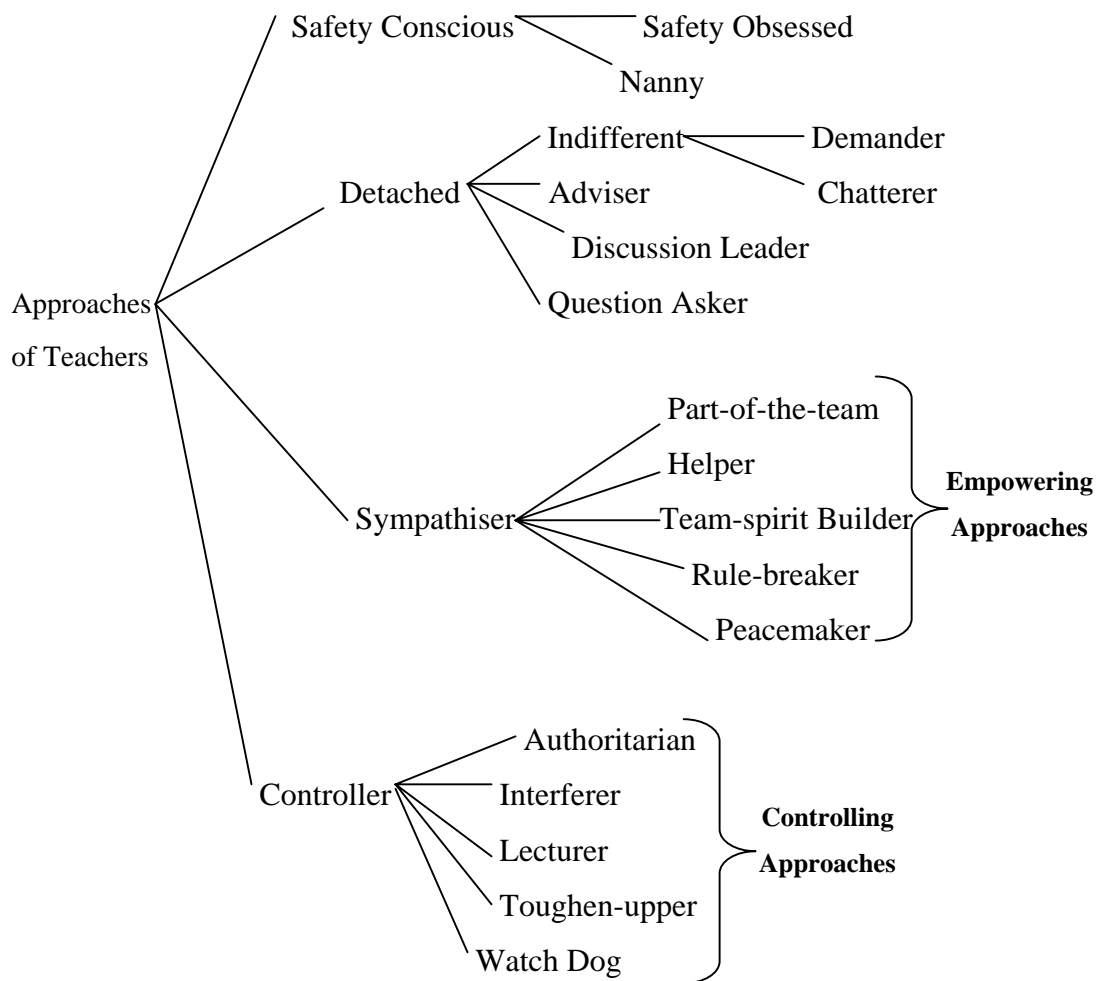 Safety Conscious
Safety Obsessed
Nanny
Indifferent
Demander
Detached
Adviser
Chatterer
Discussion Leader
Question Asker
Approaches
of Teachers
Part-of-the-team
Helper
Sympathiser
Team-spirit Builder
Rule-breaker
Peacemaker
Empowering
Approaches
Authoritarian
Controller
Interferer
Lecturer
Toughen-upper
Watch Dog
Controlling
Approaches